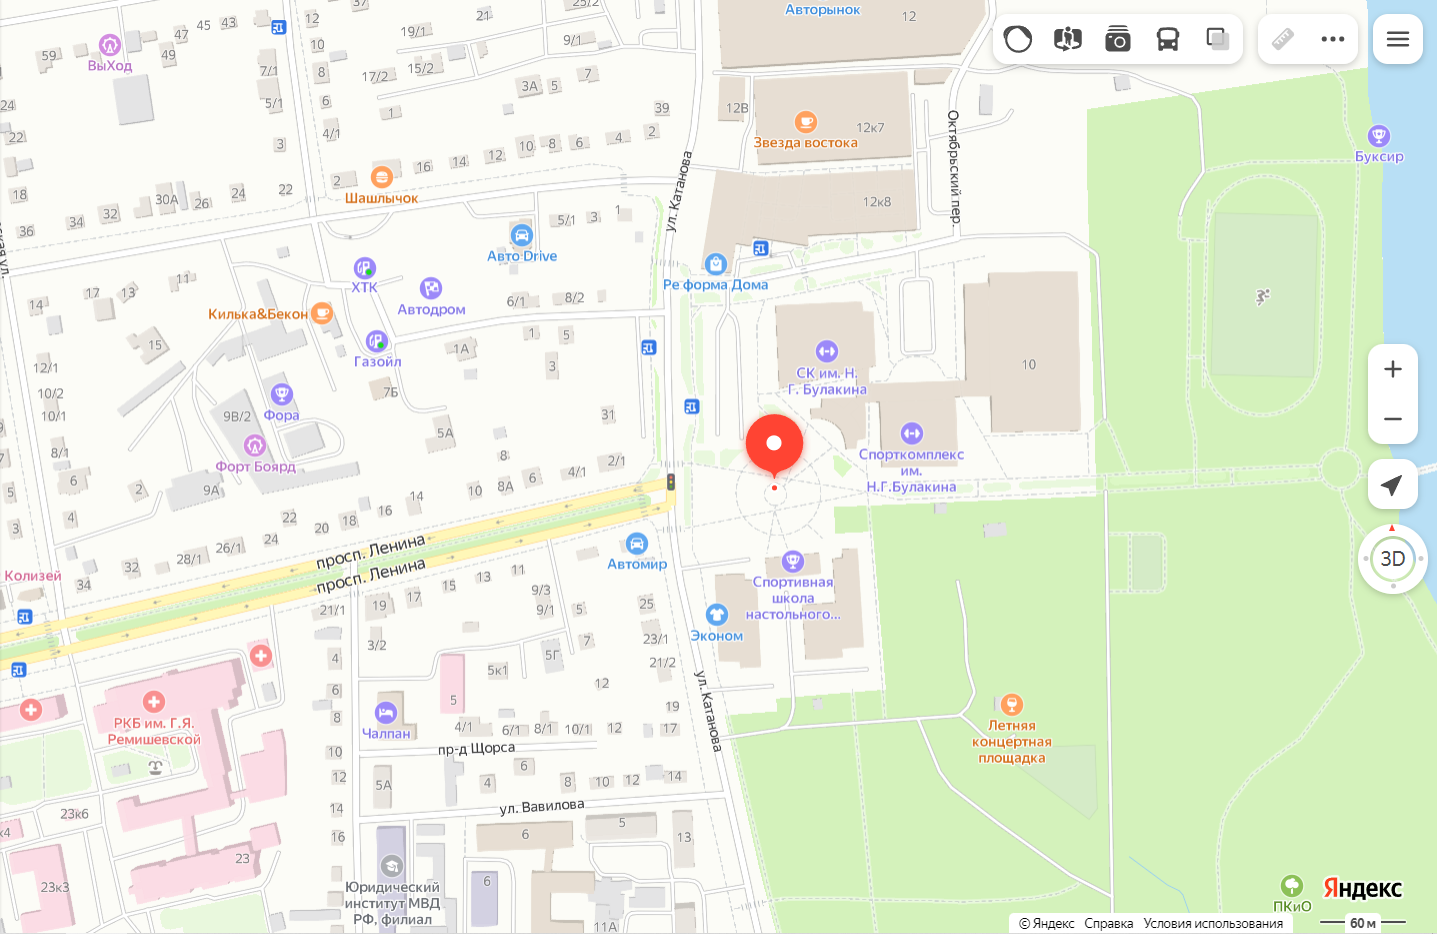 Авторынок
12
37
12
21
25/2
45
43
47
19/1
9/1
10
59
ВыХод
49
7/1
8
17/2
15/2
7
3А
5
24
5/1
6
1
39
12В
12к7
Звезда востока
Октябрьский пер.
Буксир
22
3
4/1
2
4
6
8
10
12
14
16
2
18
30А
26
24
22
Шашлычок
ул. Катанова
12к8
36
34
32
5/1
3
1
Авто Drive
ХТК
Автодром
Ре форма Дома
14
17
13
11
Килька&Бекон
6/1
8/2
15
Газойл
1А
1
5
3
10
СК им. Н.
Г. Булакина
12/1
10/2
10/1
7Б
9В/2
Фора
31
5А
8
8/1
Форт Боярд
Спорткомплекс
им.
Н.Г.Булакина
7
5
6
2
9А
14
10
8А
6
4/1
2/1
3
4
22
20
18
16
24
26/1
28/1
32
34
просп. Ленина
просп. Ленина
Автомир
Колизей
Спортивная
школа
настольного...
Эконом
21/1
19
17
15
13
11
9/3
9/1
5
25
3/2
4
7
23/1
21/2
5к1
5Г
6
5
12
8
19
17
РКБ им. Г.Я.
Ремишевской
Чалпан
4/1
6/1
8/1
10/1
12
пр-д Щорса
ул. Катанова
Летняя
концертная
площадка
10
12
5А
6
4
8
10
12
14
14
ул. Вавилова
16
6
5
13
23к6
к4
23
23к3
Юридический
институт МВД
РФ, филиал
6
11А
3D
ПКиО
Яндекс
© Яндекс Справка Условия использования
60 м